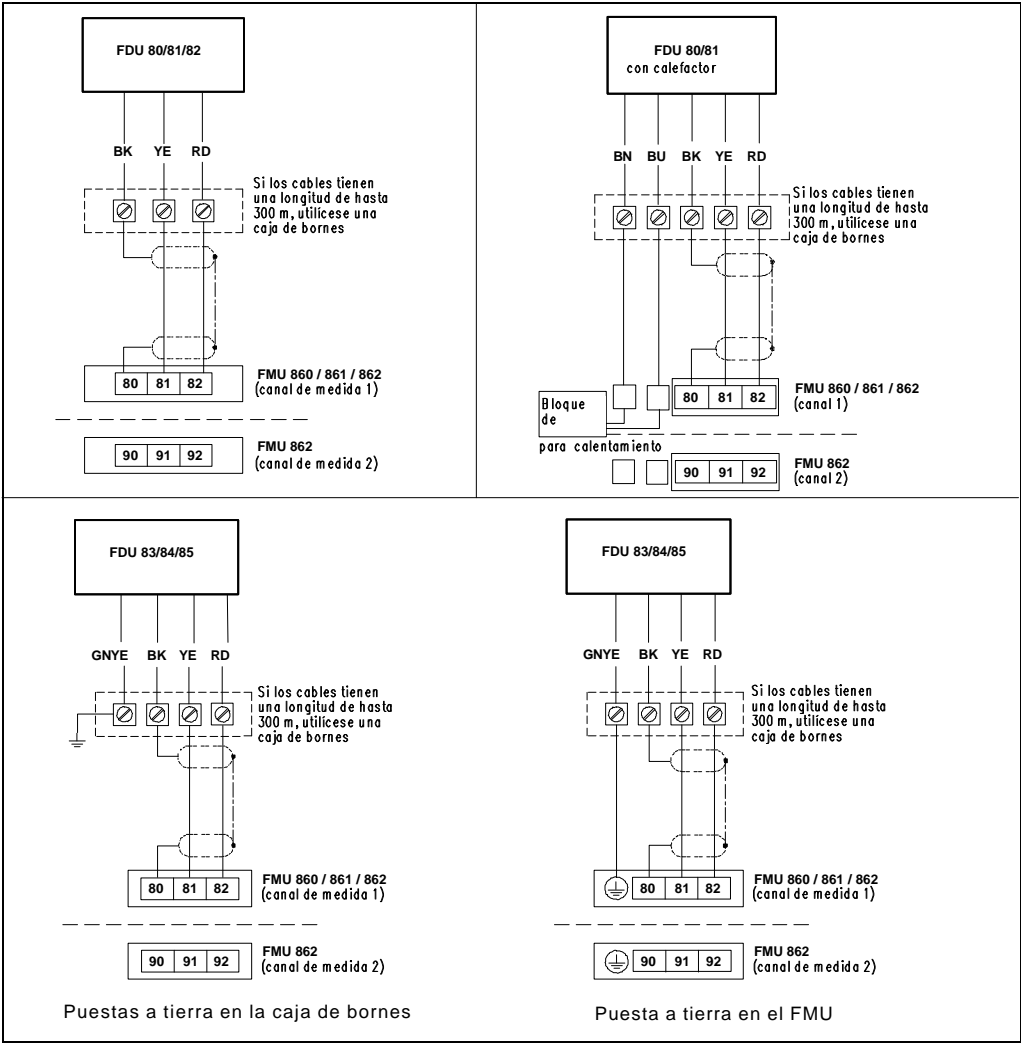 FDU 80/81/82
BK YE RD
Si los cables tienen
una longitud de hasta
300 m, utilícese una
caja de bornes
80 81 82
FMU 860 / 861 / 862
(canal de medida 1)
90 91 92
FMU 862
(canal de medida 2)
FDU 80/81
con calefactor
BN BU BK YE RD
Si los cables tienen
una longitud de hasta
300 m, utilícese una
caja de bornes
Bloque
de
para calentamiento
80 81 82
FMU 860 / 861 / 862
(canal 1)
90 91 92
FMU 862
(canal 2)
FDU 83/84/85
GNYE BK YE RD
Si los cables tienen
una longitud de hasta
300 m, utilícese una
caja de bornes
80 81 82
FMU 860 / 861 / 862
(canal de medida 1)
90 91 92
FMU 862
(canal de medida 2)
Puestas a tierra en la caja de bornes
FDU 83/84/85
GNYE BK YE RD
Si los cables tienen
una longitud de hasta
300 m, utilícese una
caja de bornes
80 81 82
FMU 860 / 861 / 862
(canal de medida 1)
90 91 92
FMU 862
(canal de medida 2)
Puesta a tierra en el FMU